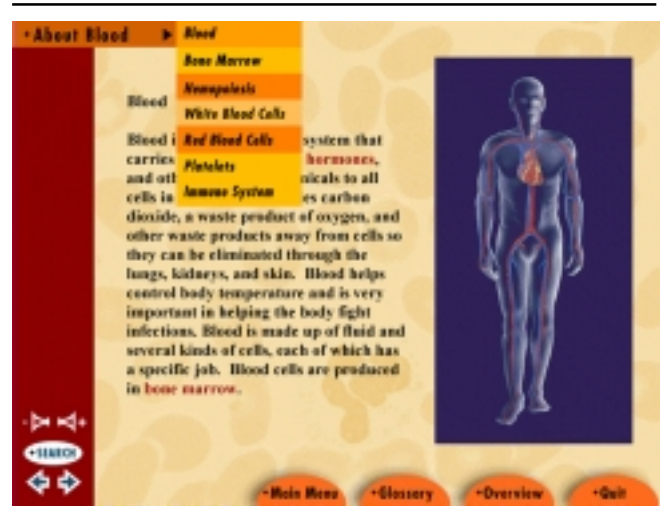 •About Blood
Blood
Bone Marrow
Hemopoiesis
White Blood Cells
Red Blood Cells
Platelets
Immune System
Blood
Blood i system that
carries hormones,
and oth nicals to all
cells in es carbon
dioxide, a waste product of oxygen, and
other waste products away from cells so
they can be eliminated through the
lungs, kidneys, and skin. Blood helps
control body temperature and is very
important in helping the body fight
infections. Blood is made up of fluid and
several kinds of cells, each of which has
a specific job. Blood cells are produced
in bone marrow.
- +
•SEARCH
•Main Menu •Glossary •Overview •Quit